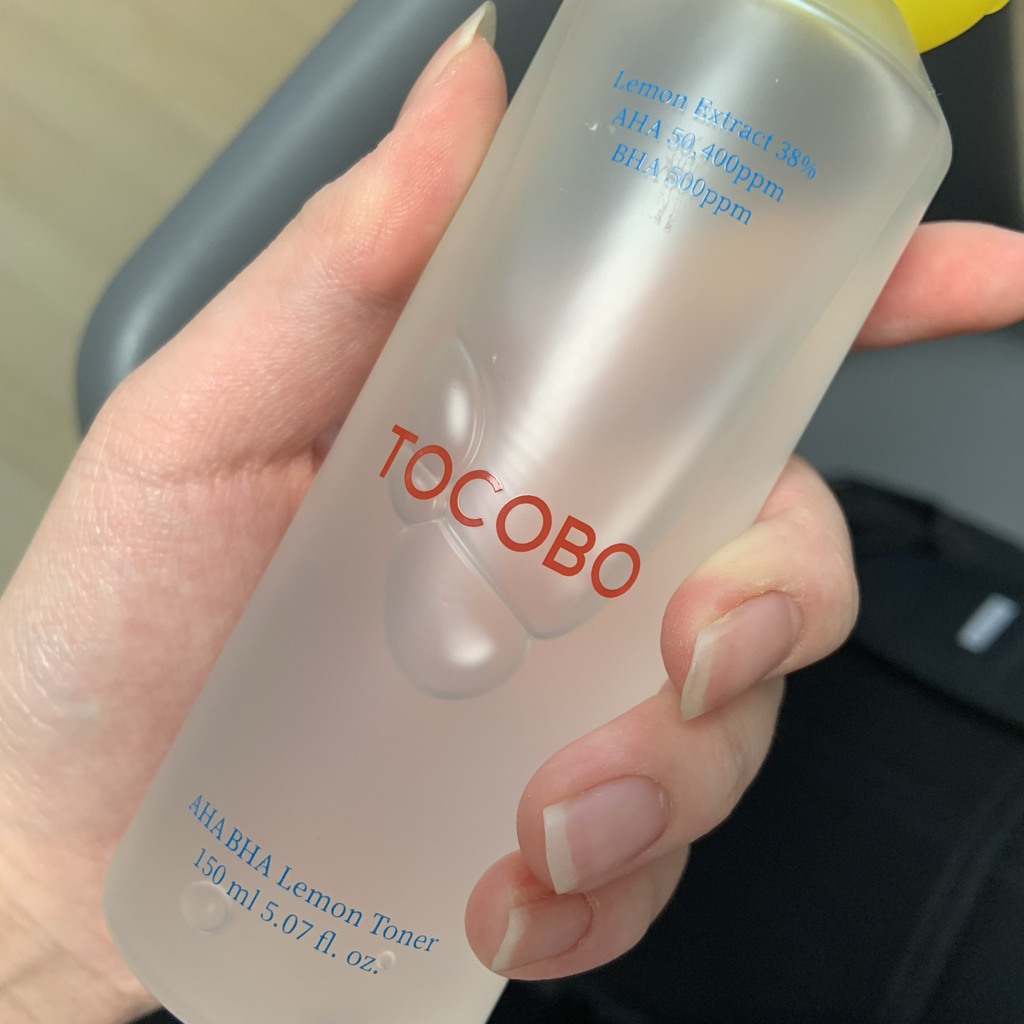 Lemon Extract 38%
AHA 50,400ppm
BHA 500ppm
TOCOBO
AHA BHA Lemon Toner
150 ml 5.07 fl. oz.